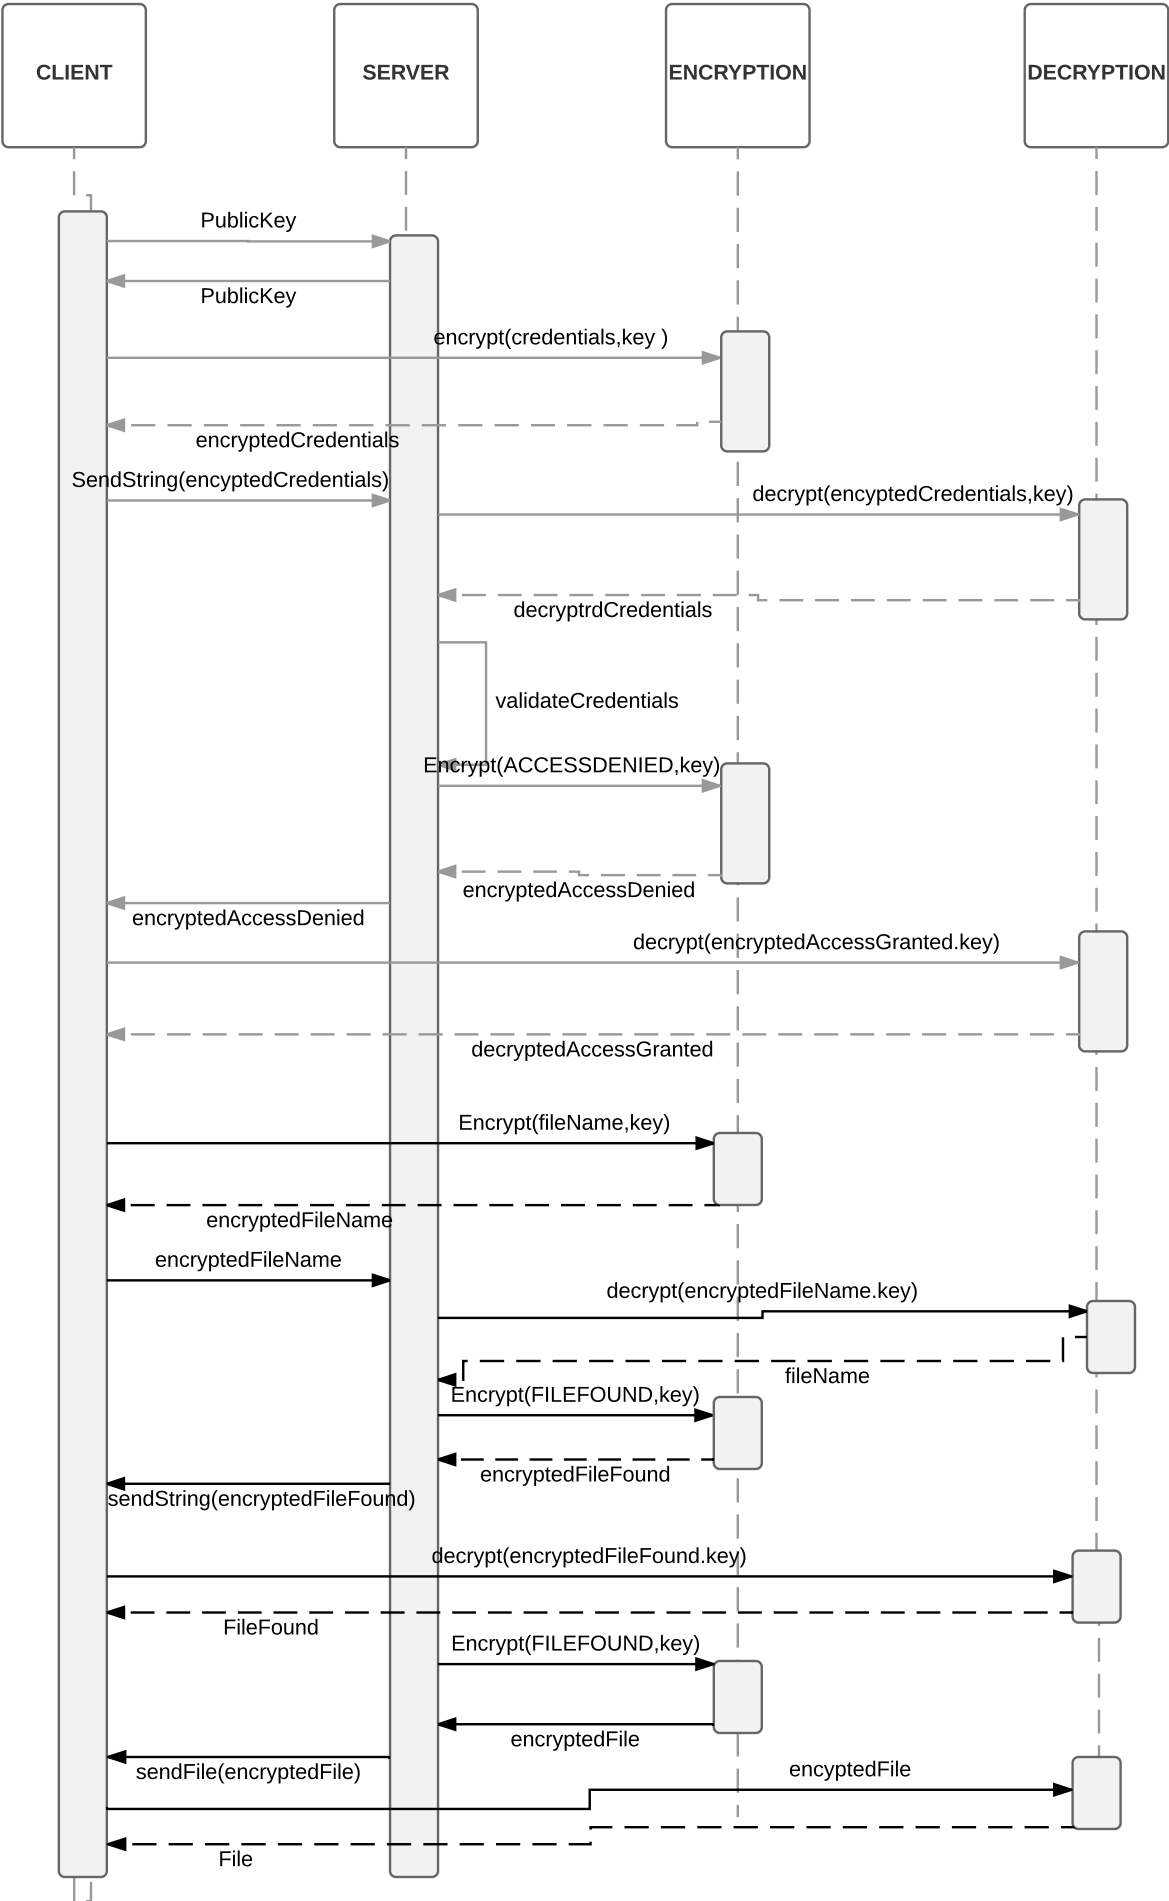 CLIENT
SERVER
ENCRYPTION
DECRYPTION
PublicKey
PublicKey
encrypt(credentials,key )
encryptedCredentials
SendString(encyptedCredentials)
decrypt(encyptedCredentials,key)
decryptrdCredentials
validateCredentials
Encrypt(ACCESSDENIED,key)
encryptedAccessDenied
encryptedAccessDenied
decrypt(encryptedAccessGranted.key)
decryptedAccessGranted
Encrypt(fileName,key)
encryptedFileName
encryptedFileName
decrypt(encryptedFileName.key)
fileName
Encrypt(FILEFOUND,key)
encryptedFileFound
sendString(encryptedFileFound)
decrypt(encryptedFileFound.key)
FileFound
Encrypt(FILEFOUND,key)
encryptedFile
sendFile(encryptedFile)
encyptedFile
File